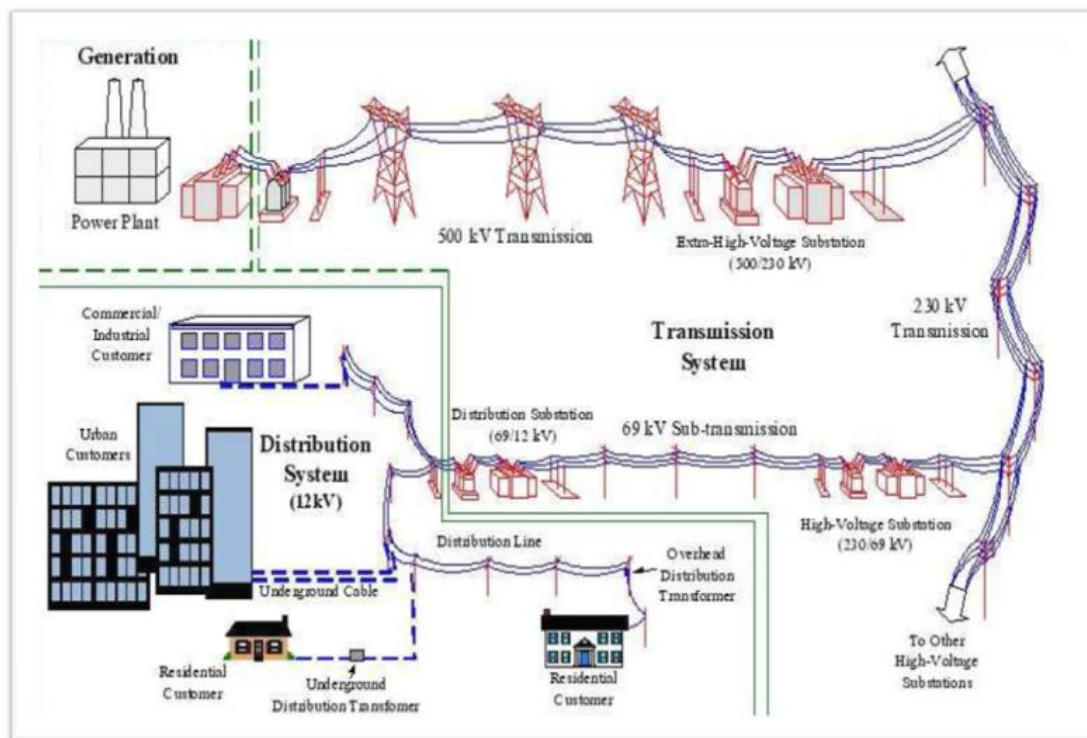 Generation
Power Plant
500 kV Transmission
Extra-High-Voltage Substation
(500/230 kV)
230 kV
Transmission
Transmission
System
Commercial/
Industrial
Customer
Urban
Customers
Distribution
System
(12kV)
Distribution Substation
(69/12 kV)
69 kV Sub-transmission
High-Voltage Substation
(230/69 kV)
Distribution Line
Overhead
Distribution
Transformer
Underground Cable
Residential
Customer
Underground
Distribution Transfomer
Residential
Customer
To Other
High-Voltage
Substations